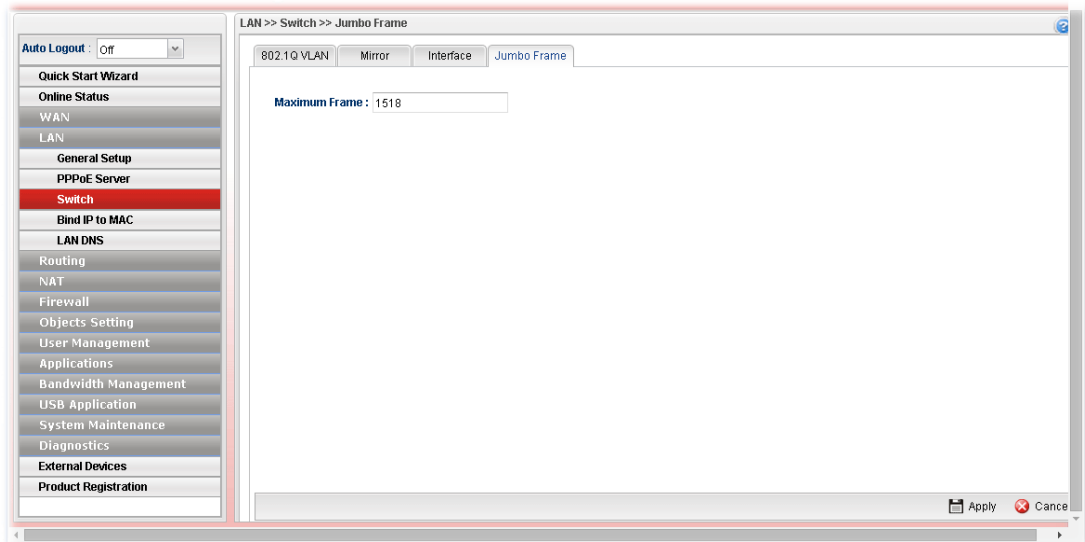 LAN >> Switch >> Jumbo Frame
Auto Logout : Off
802.1Q VLAN Mirror Interface Jumbo Frame
Quick Start Wizard
Online Status
WAN
LAN
General Setup
PPPoE Server
Switch
Bind IP to MAC
LAN DNS
Routing
NAT
Firewall
Objects Setting
User Management
Applications
Bandwidth Management
USB Application
System Maintenance
Diagnostics
External Devices
Product Registration
Maximum Frame : 1518
Apply Cance